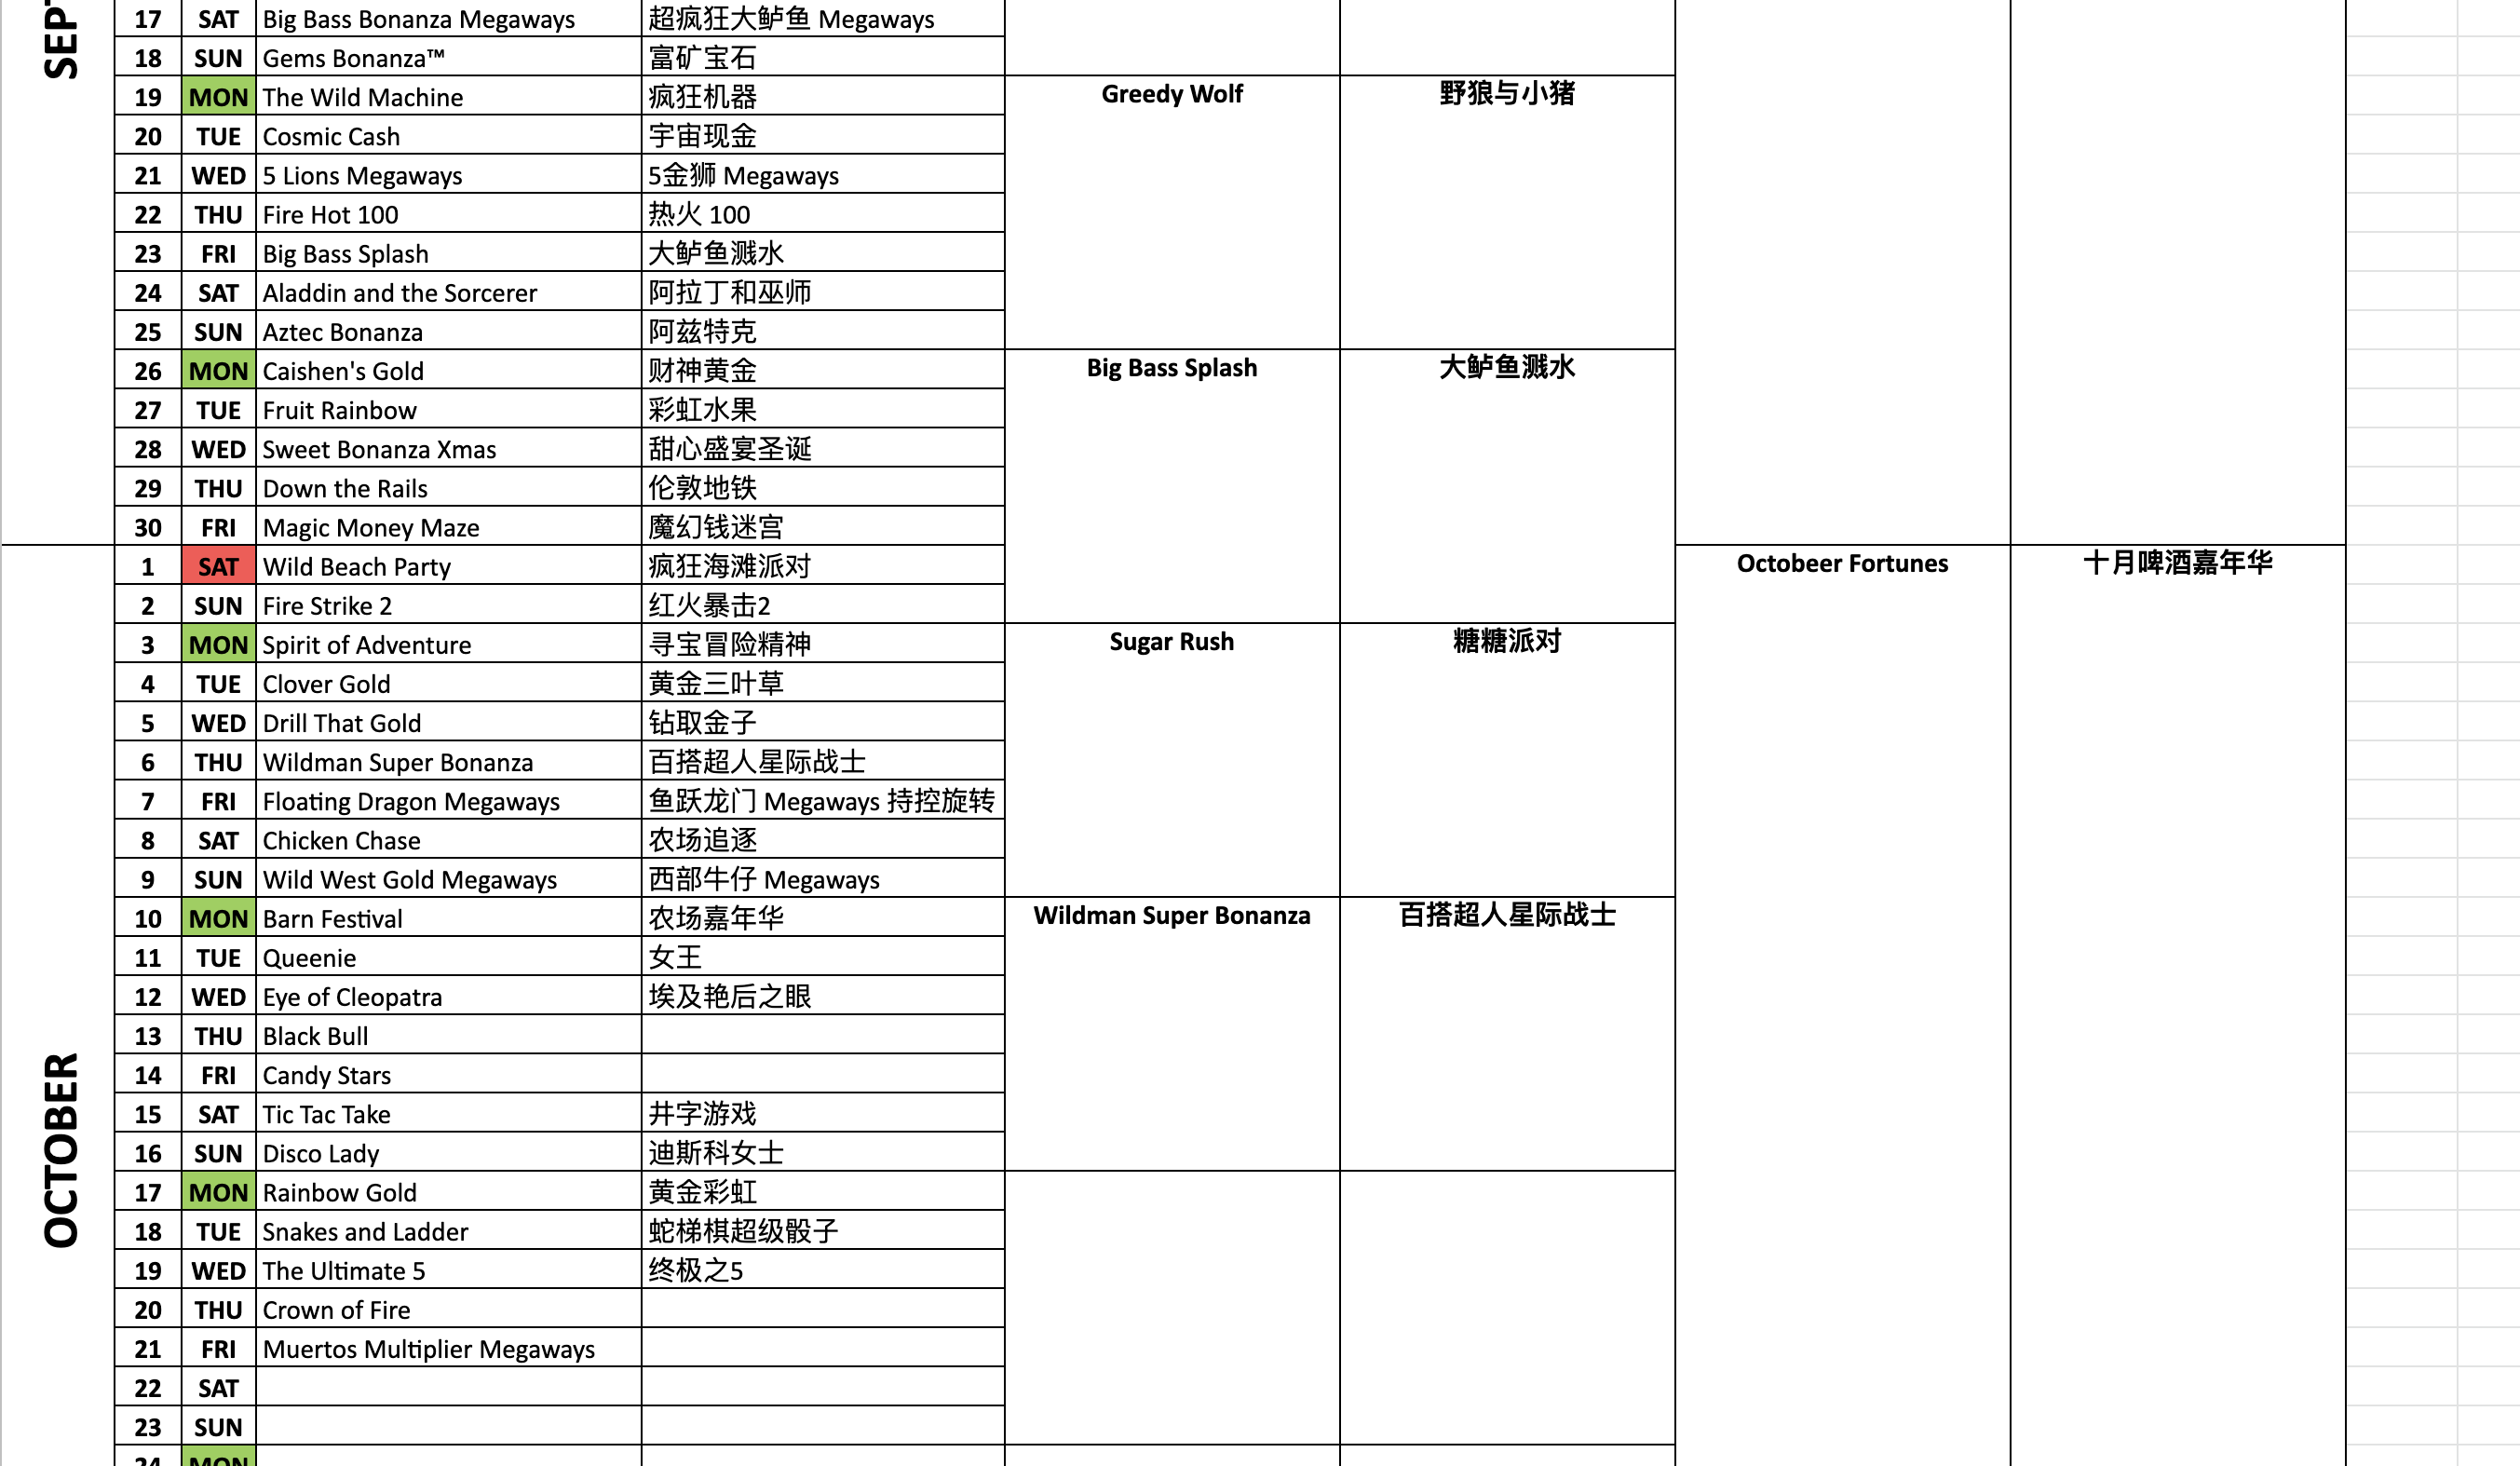 SEPT
17 SAT Big Bass Bonanza Megaways 超疯狂大鲈鱼 Megaways
18 SUN Gems Bonanza™ 富矿宝石
19 MON The Wild Machine 疯狂机器 Greedy Wolf 野狼与小猪
20 TUE Cosmic Cash 宇宙现金
21 WED 5 Lions Megaways 5金狮 Megaways
22 THU Fire Hot 100 热火 100
23 FRI Big Bass Splash 大鲈鱼溅水
24 SAT Aladdin and the Sorcerer 阿拉丁和巫师
25 SUN Aztec Bonanza 阿兹特克
26 MON Caishen's Gold 财神黄金 Big Bass Splash 大鲈鱼溅水
27 TUE Fruit Rainbow 彩虹水果
28 WED Sweet Bonanza Xmas 甜心盛宴圣诞
29 THU Down the Rails 伦敦地铁
30 FRI Magic Money Maze 魔幻钱迷宫
OCTOBER
1 SAT Wild Beach Party 疯狂海滩派对 Octobeer Fortunes 十月啤酒嘉年华
2 SUN Fire Strike 2 红火暴击2
3 MON Spirit of Adventure 寻宝冒险精神 Sugar Rush 糖糖派对
4 TUE Clover Gold 黄金三叶草
5 WED Drill That Gold 钻取金子
6 THU Wildman Super Bonanza 百搭超人星际战士
7 FRI Floating Dragon Megaways 鱼跃龙门 Megaways 持控旋转
8 SAT Chicken Chase 农场追逐
9 SUN Wild West Gold Megaways 西部牛仔 Megaways
10 MON Barn Festival 农场嘉年华 Wildman Super Bonanza 百搭超人星际战士
11 TUE Queenie 女王
12 WED Eye of Cleopatra 埃及艳后之眼
13 THU Black Bull
14 FRI Candy Stars
15 SAT Tic Tac Take 井字游戏
16 SUN Disco Lady 迪斯科女士
17 MON Rainbow Gold 黄金彩虹
18 TUE Snakes and Ladder 蛇梯棋超级骰子
19 WED The Ultimate 5 终极之5
20 THU Crown of Fire
21 FRI Muertos Multiplier Megaways
22 SAT
23 SUN
24 MON